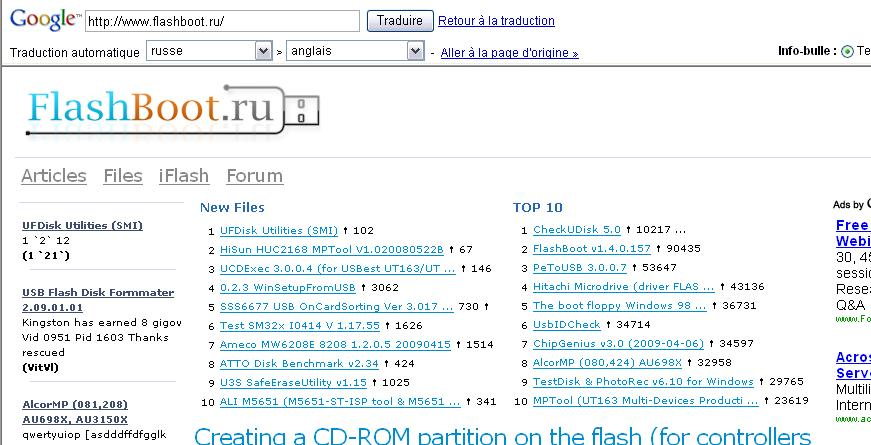 Google™ http://www.flashboot.ru/ Traduire Retour à la traduction
Traduction automatique russe > anglais - Aller à la page d'origine » Info-bulle : Te
FlashBoot.ru
Articles Files iFlash Forum
UFDisk Utilities (SMI)
1 `2` 12
(1 `21`)
USB Flash Disk Formmater
2.09.01.01
Kingston has earned 8 gigov
Vid 0951 Pid 1603 Thanks
rescued
(VitVl)
AlcorMP (081,208)
AU698X, AU3150X
qwertyuiop [asdddffdfgglk
New Files
1 UFDisk Utilities (SMI) ↑ 102
2 HiSun HUC2168 MPTool V1.020080522B ↑ 67
3 UCDExec 3.0.0.4 (for USBest UT163/UT ... ↑ 146
4 0.2.3 WinSetupFromUSB ↑ 3062
5 SSS6677 USB OnCardSorting Ver 3.017 ... 730 ↑
6 Test SM32x I0414 V 1.17.55 ↑ 1626
7 Ameco MW6208E 8208 1.2.0.5 20090415 ↑ 1514
8 ATTO Disk Benchmark v2.34 ↑ 424
9 U3S SafeEraseUtility v1.15 ↑ 1025
10 ALI M5651 (M5651-ST-ISP tool & M5651 ... ↑ 341
TOP 10
1 CheckUDisk 5.0 ↑ 10217 ...
2 FlashBoot v1.4.0.157 ↑ 90435
3 PeToUSB 3.0.0.7 ↑ 53647
4 Hitachi Microdrive (driver FLAS ... ↑ 43136
5 The boot floppy Windows 98 ... ↑ 36731
6 UsbIDCheck ↑ 34714
7 ChipGenius v3.0 (2009-04-06) ↑ 34597
8 AlcorMP (080,424) AU698X ↑ 32958
9 TestDisk & PhotoRec v6.10 for Windows ↑ 29765
10 MPTool (UT163 Multi-Devices Producti ... ↑ 23619
Ads by G
Free
Webi
30, 45
sessi
Resea
Q&A
www.Fo
Acros
Serve
Multili
Intern
www.ac
Creating a CD-ROM partition on the flash (for controllers